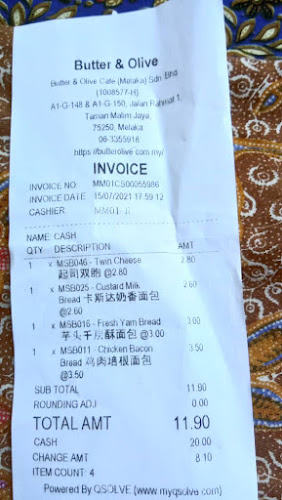 Butter & Olive
Butter & Olive Cafe (Melaka) Sdn Bhd
(1008577-H)
A1-G-148 & A1-G-150, Jalan Rahmat 1,
Taman Malim Jaya,
75250, Melaka
06-3355916
https://butterolive.com.my/
INVOICE
INVOICE NO: MM01CS00055986
INVOICE DATE 15/07/2021 17:59:12
CASHIER: MM01-
NAME: CASH
QTY DESCRIPTION AMT
1 x MSB046 - Twin Cheese 2.80
起司双胞 @2.80
1 x MSB025 - Custard Milk 2.60
Bread 卡斯达奶香面包
@2.60
1 x MSB016 - Fresh Yam Bread 3.00
芋头千层酥面包 @3.00
1 x MSB011 - Chicken Bacon 3.50
Bread 鸡肉培根面包
@3.50
SUB TOTAL 11.90
ROUNDING ADJ 0.00
TOTAL AMT 11.90
CASH 20.00
CHANGE AMT 8.10
ITEM COUNT: 4
Powered By QSOLVE (www.myqsolve.com)